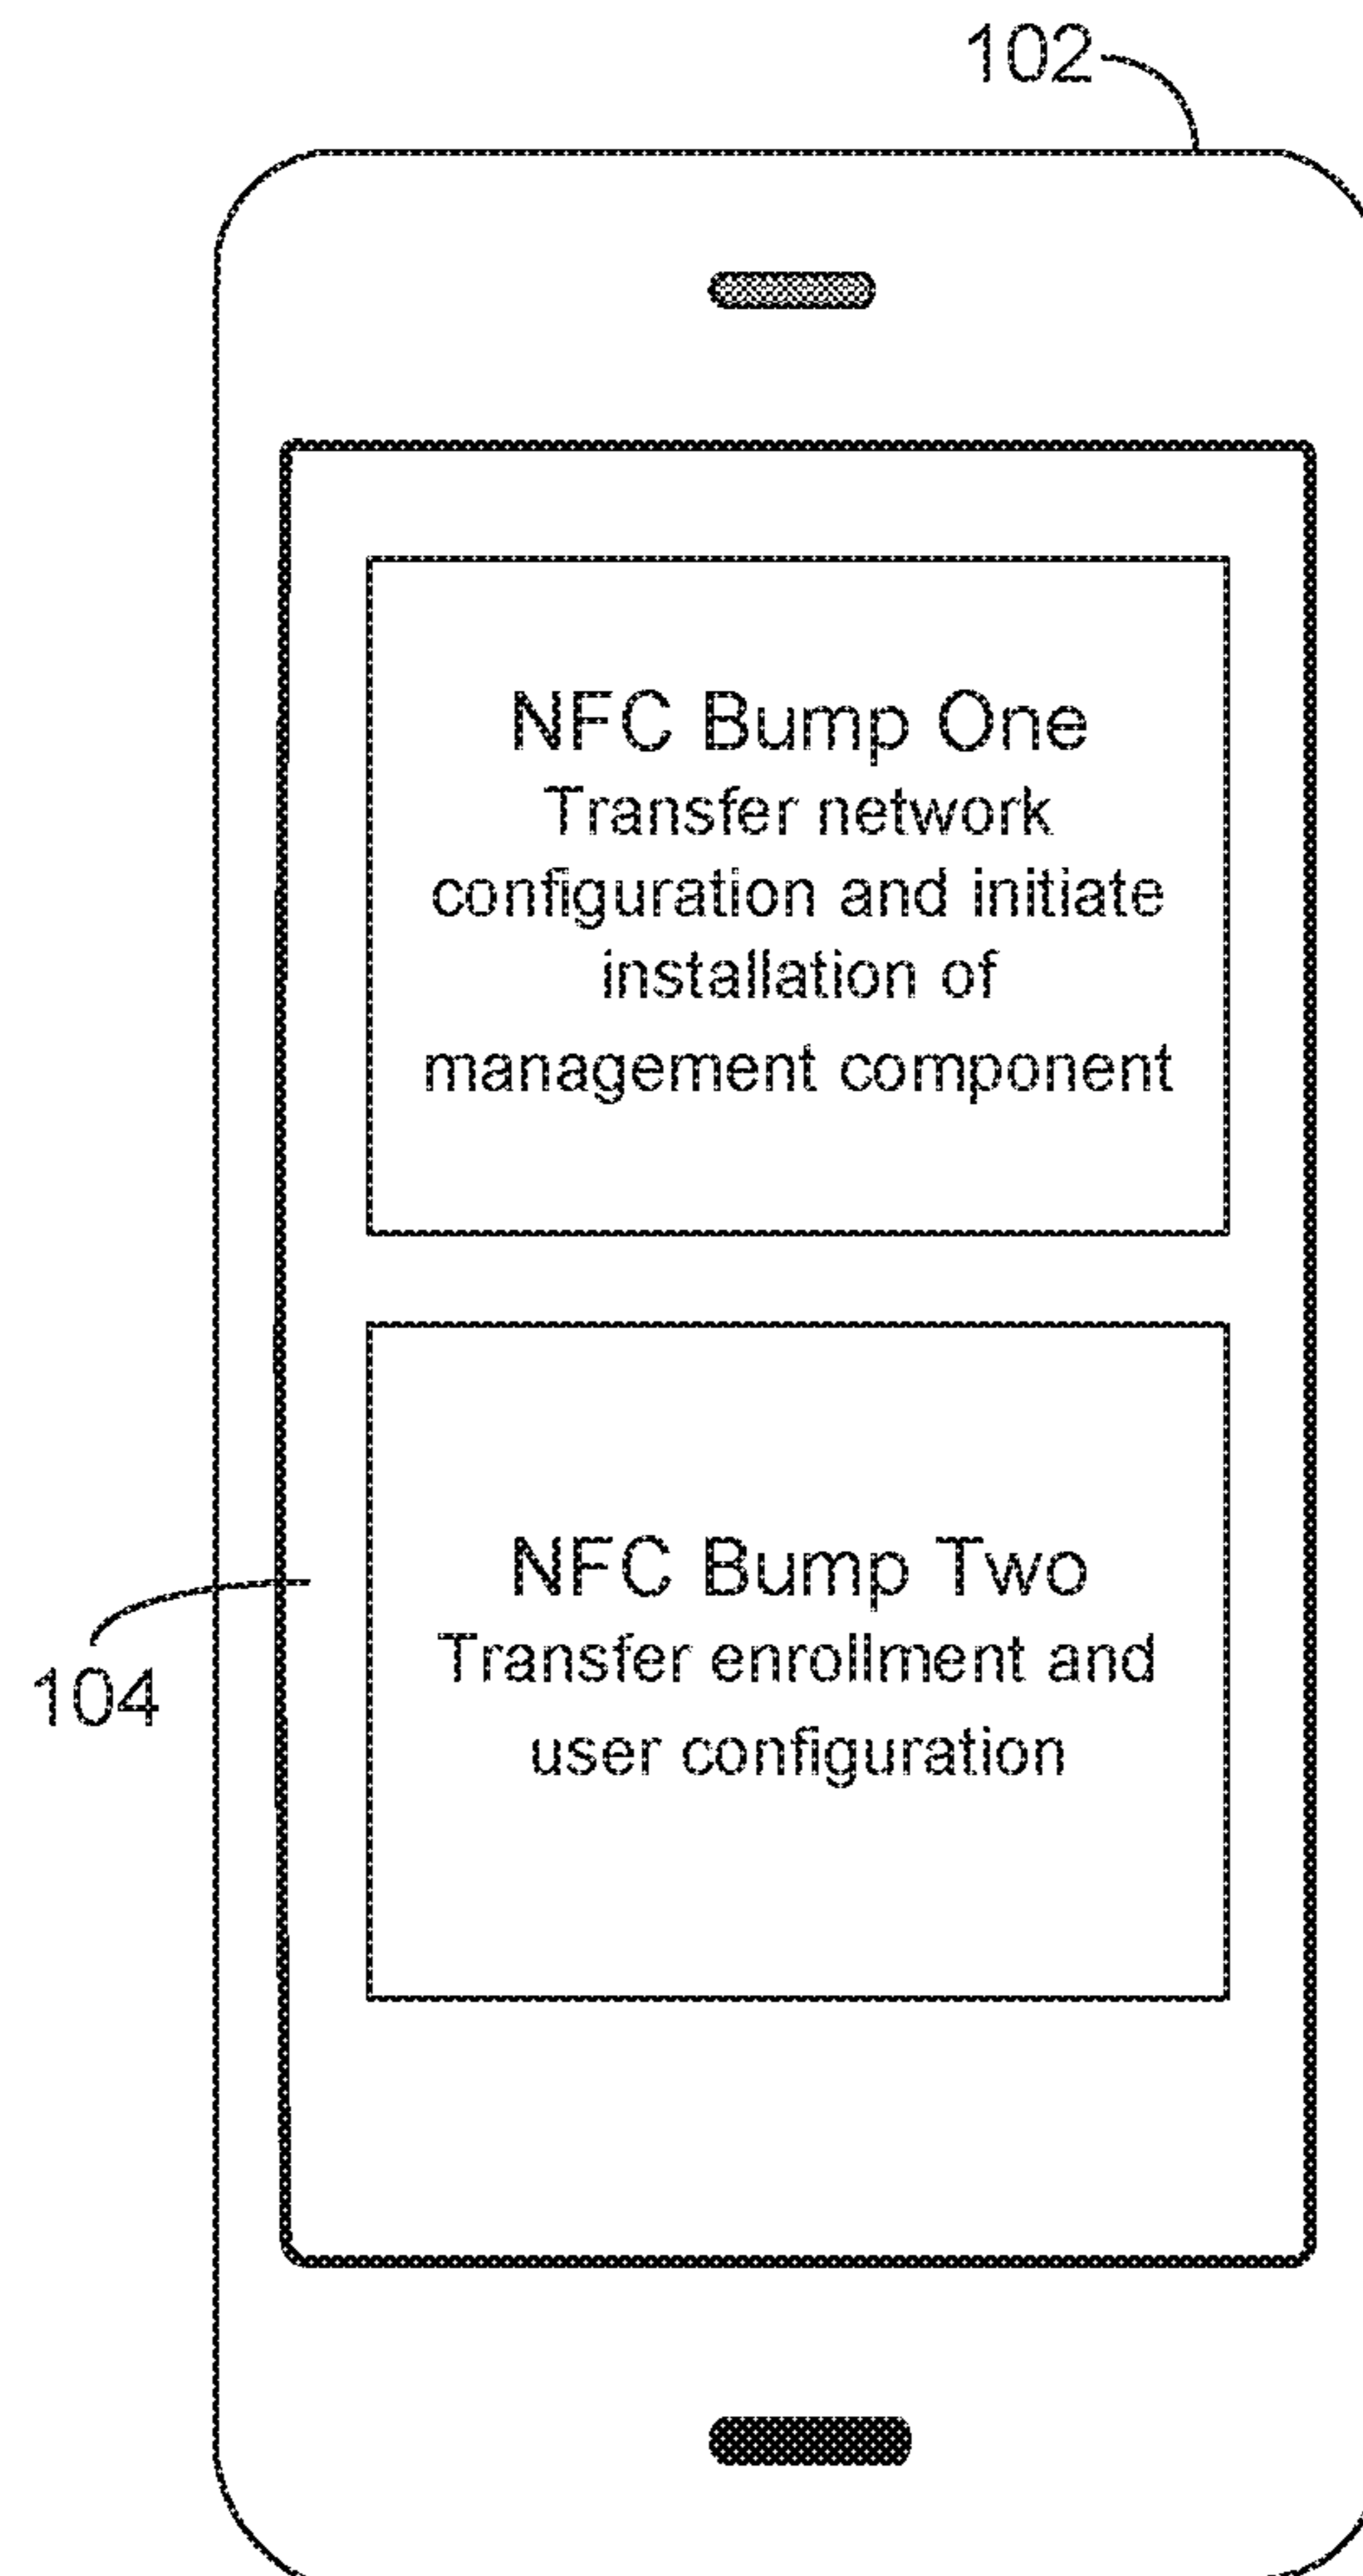 102
NFC Bump One
Transfer network
configuration and initiate
installation of
management component
NFC Bump Two
Transfer enrollment and
user configuration
104